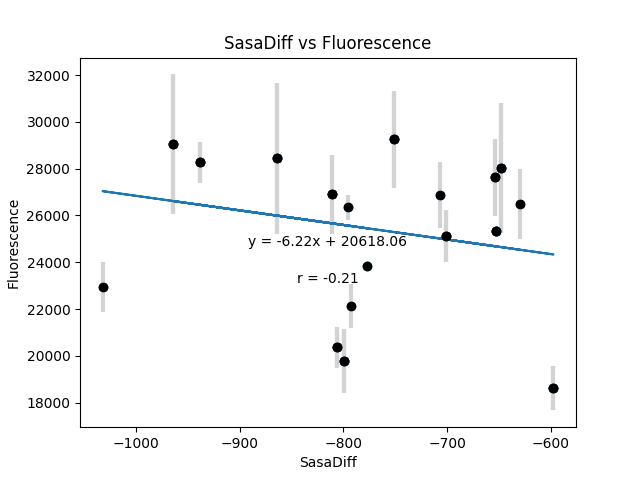 SasaDiff vs Fluorescence
32000
30000
28000
26000
24000
22000
20000
18000
Fluorescence
y = -6.22x + 20618.06
r = -0.21
−1000
−900
−800
−700
−600
SasaDiff